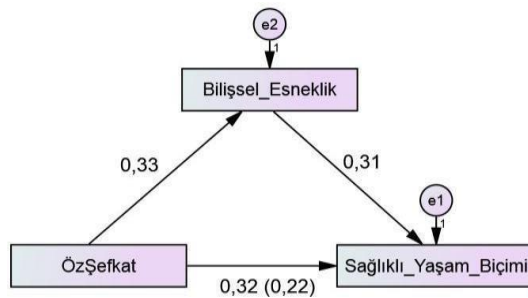 e2
1
Bilişsel_Esneklik
0,33
0,31
e1
1
ÖzŞefkat
Sağlıklı_Yaşam_Biçimi
0,32 (0,22)